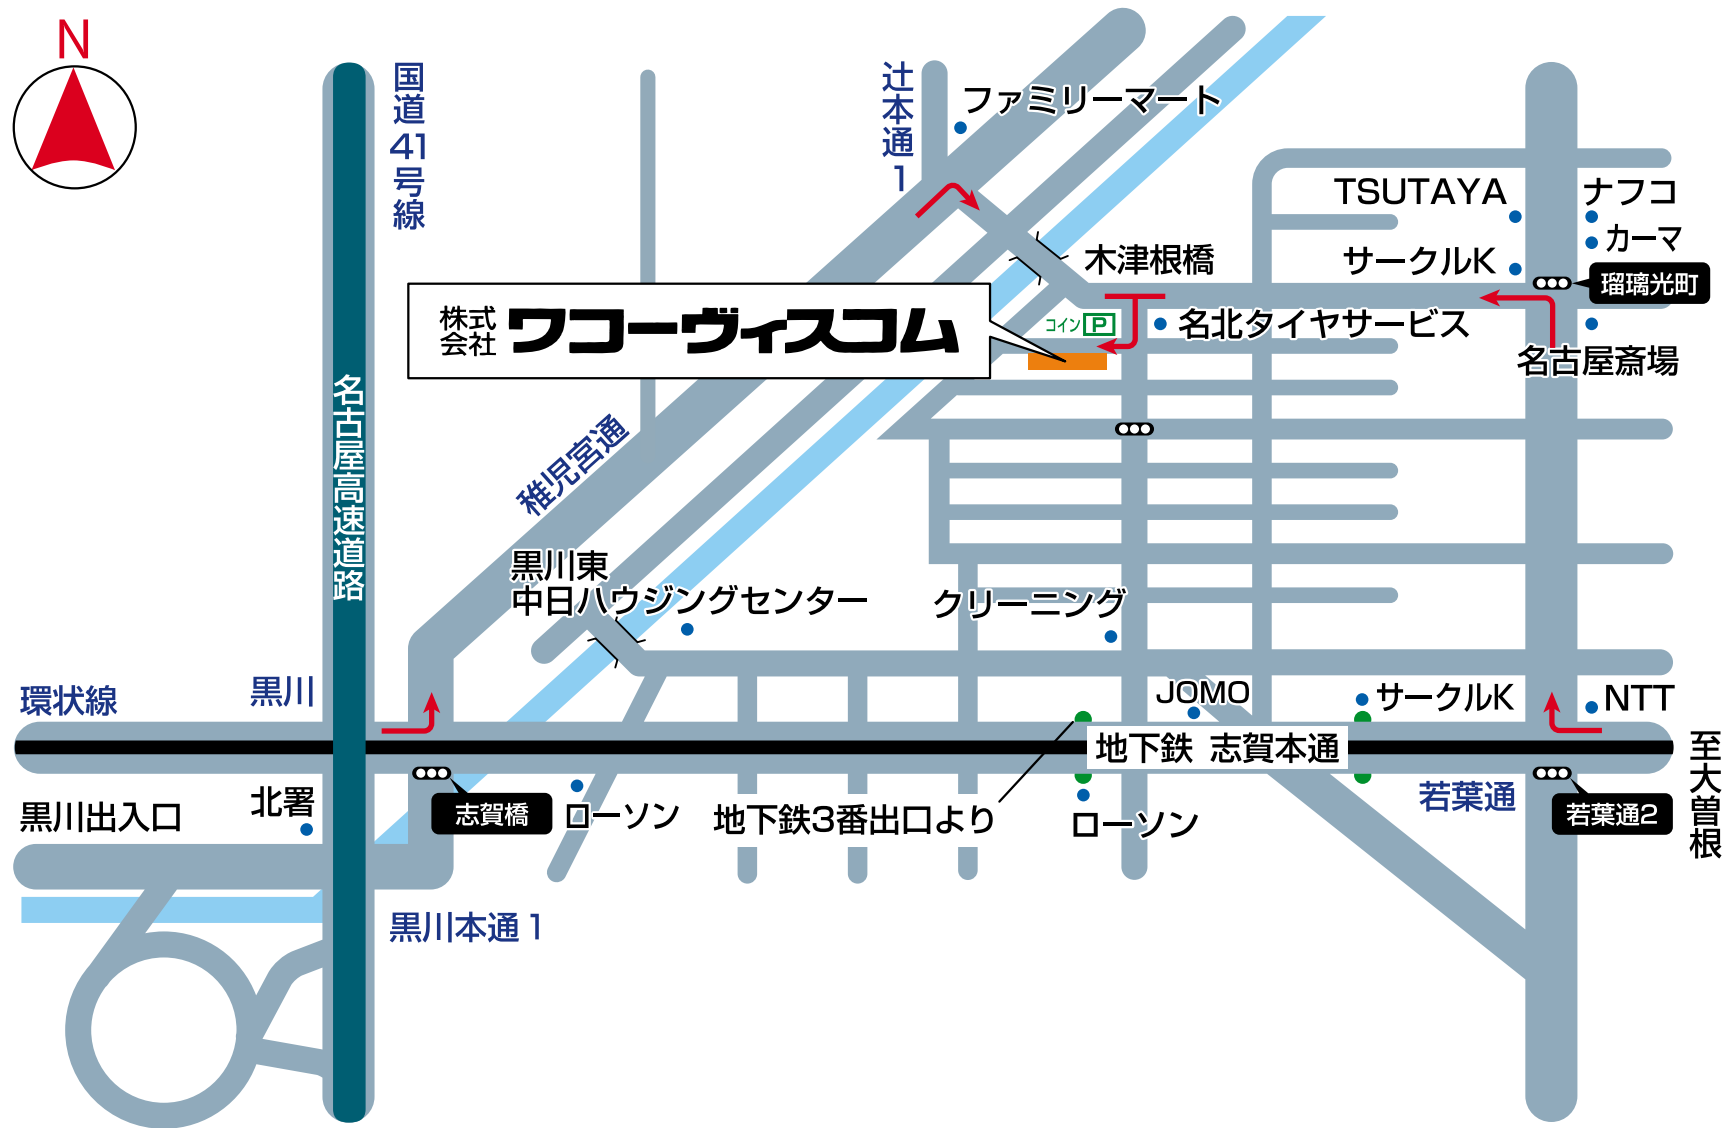 N
国道41号線
辻本通1
ファミリーマート
TSUTAYA
ナフコ
カーマ
木津根橋
サークルK
瑠璃光町
株式会社
ワコーヴィスコム
コインP
名北タイヤサービス
名古屋斎場
名古屋高速道路
稚児宮通
黒川東
中日ハウジングセンター
クリーニング
環状線
黒川
JOMO
サークルK
NTT
地下鉄 志賀本通
至大曽根
黒川出入口
北署
志賀橋
ローソン
地下鉄3番出口より
ローソン
若葉通
若葉通2
黒川本通1